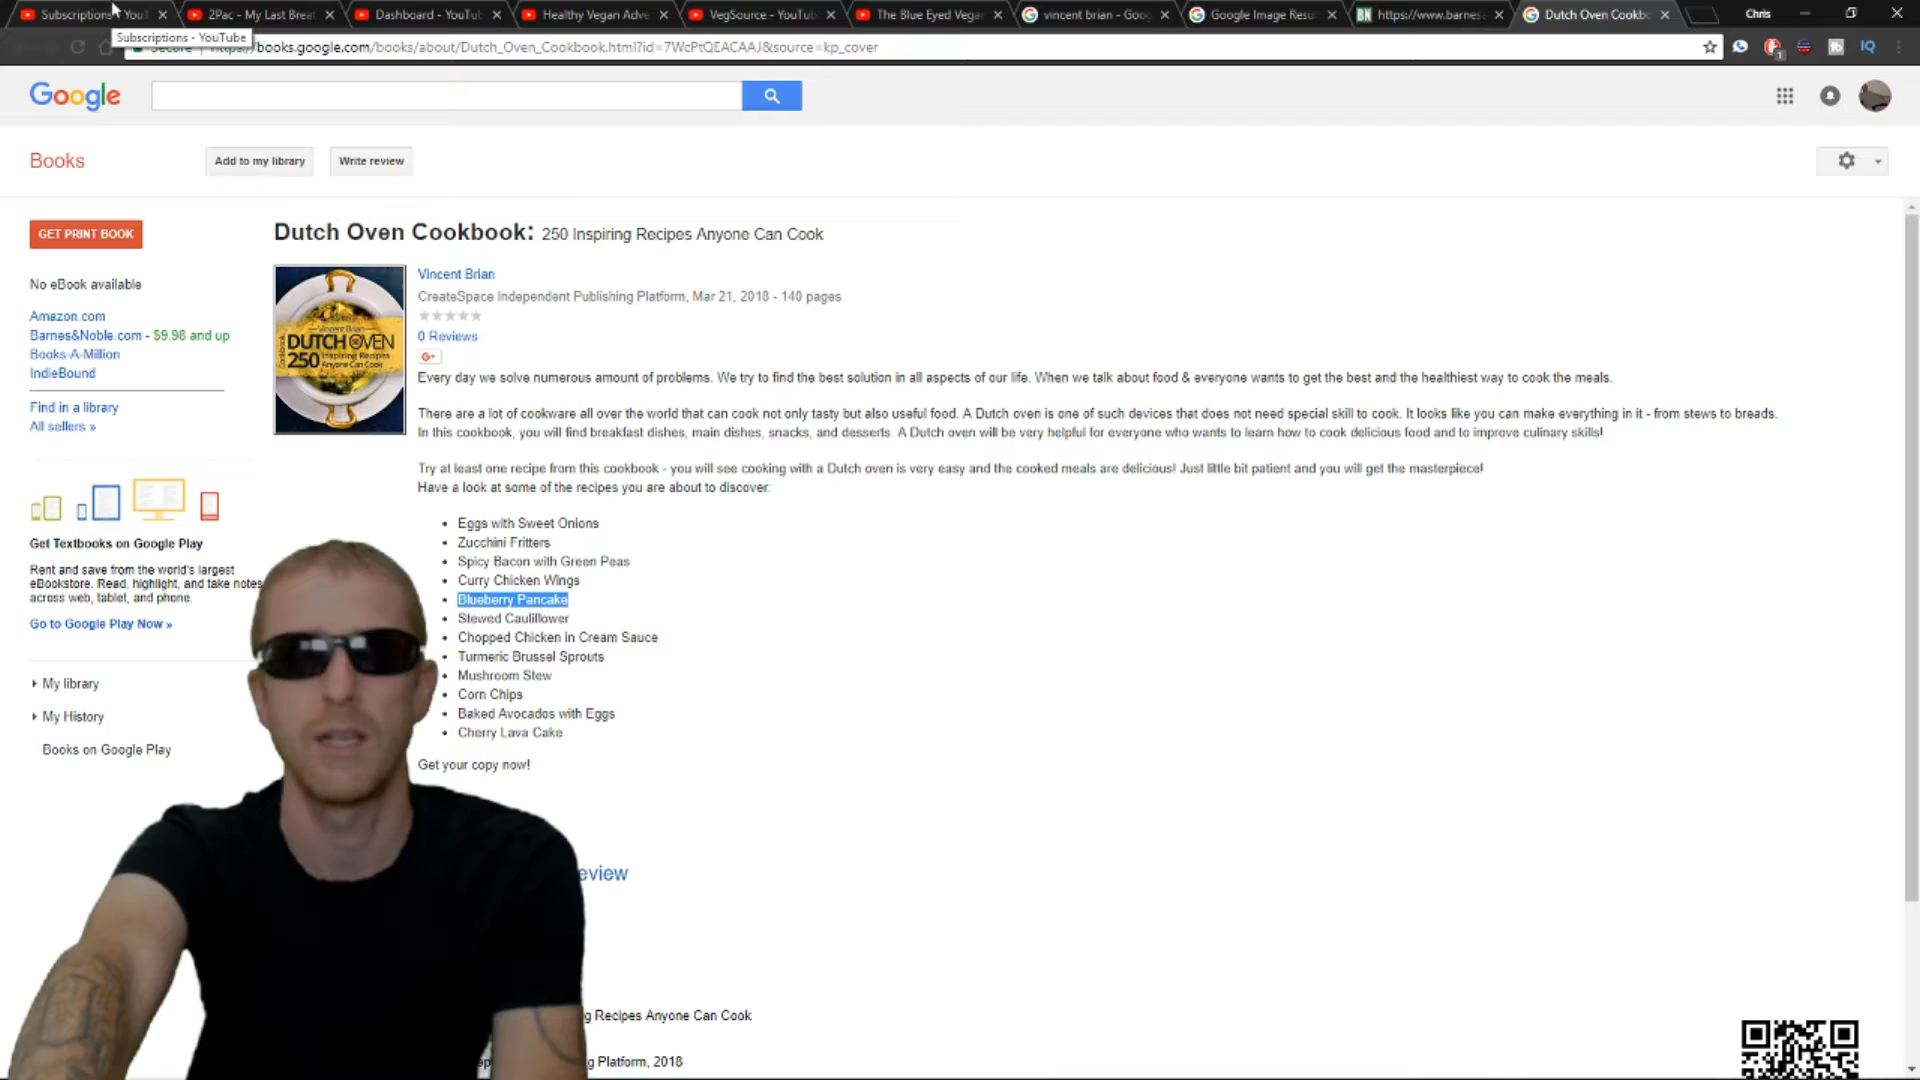 Subscriptions - YouT
2Pac - My Last Breat
Dashboard - YouTub
Healthy Vegan Adve
VegSource - YouTub
The Blue Eyed Vegan
vincent brian - Goog
Google Image Resul
https://www.barnes
Dutch Oven Cookbo
Chris
Subscriptions - YouTube
books.google.com/books/about/Dutch_Oven_Cookbook.html?id=7WcPtQEACAAJ&source=kp_cover
Google
Books
Add to my library
Write review
GET PRINT BOOK
No eBook available
Amazon.com
Barnes&Noble.com - $9.98 and up
Books-A-Million
IndieBound
Find in a library
All sellers »
Get Textbooks on Google Play
Rent and save from the world's largest
eBookstore. Read, highlight, and take notes,
across web, tablet, and phone.
Go to Google Play Now »
My library
My History
Books on Google Play
Dutch Oven Cookbook: 250 Inspiring Recipes Anyone Can Cook
Vincent Brian
DUTCH OVEN
Cookbook
250 Inspiring Recipes
Anyone Can Cook
Vincent Brian
CreateSpace Independent Publishing Platform, Mar 21, 2018 - 140 pages
0 Reviews
G+
Every day we solve numerous amount of problems. We try to find the best solution in all aspects of our life. When we talk about food & everyone wants to get the best and the healthiest way to cook the meals.
There are a lot of cookware all over the world that can cook not only tasty but also useful food. A Dutch oven is one of such devices that does not need special skill to cook. It looks like you can make everything in it - from stews to breads.
In this cookbook, you will find breakfast dishes, main dishes, snacks, and desserts. A Dutch oven will be very helpful for everyone who wants to learn how to cook delicious food and to improve culinary skills!
Try at least one recipe from this cookbook - you will see cooking with a Dutch oven is very easy and the cooked meals are delicious! Just little bit patient and you will get the masterpiece!
Have a look at some of the recipes you are about to discover:
• Eggs with Sweet Onions
• Zucchini Fritters
• Spicy Bacon with Green Peas
• Curry Chicken Wings
• Blueberry Pancake
• Stewed Cauliflower
• Chopped Chicken in Cream Sauce
• Turmeric Brussel Sprouts
• Mushroom Stew
• Corn Chips
• Baked Avocados with Eggs
• Cherry Lava Cake
Get your copy now!
eview
g Recipes Anyone Can Cook
ng Platform, 2018